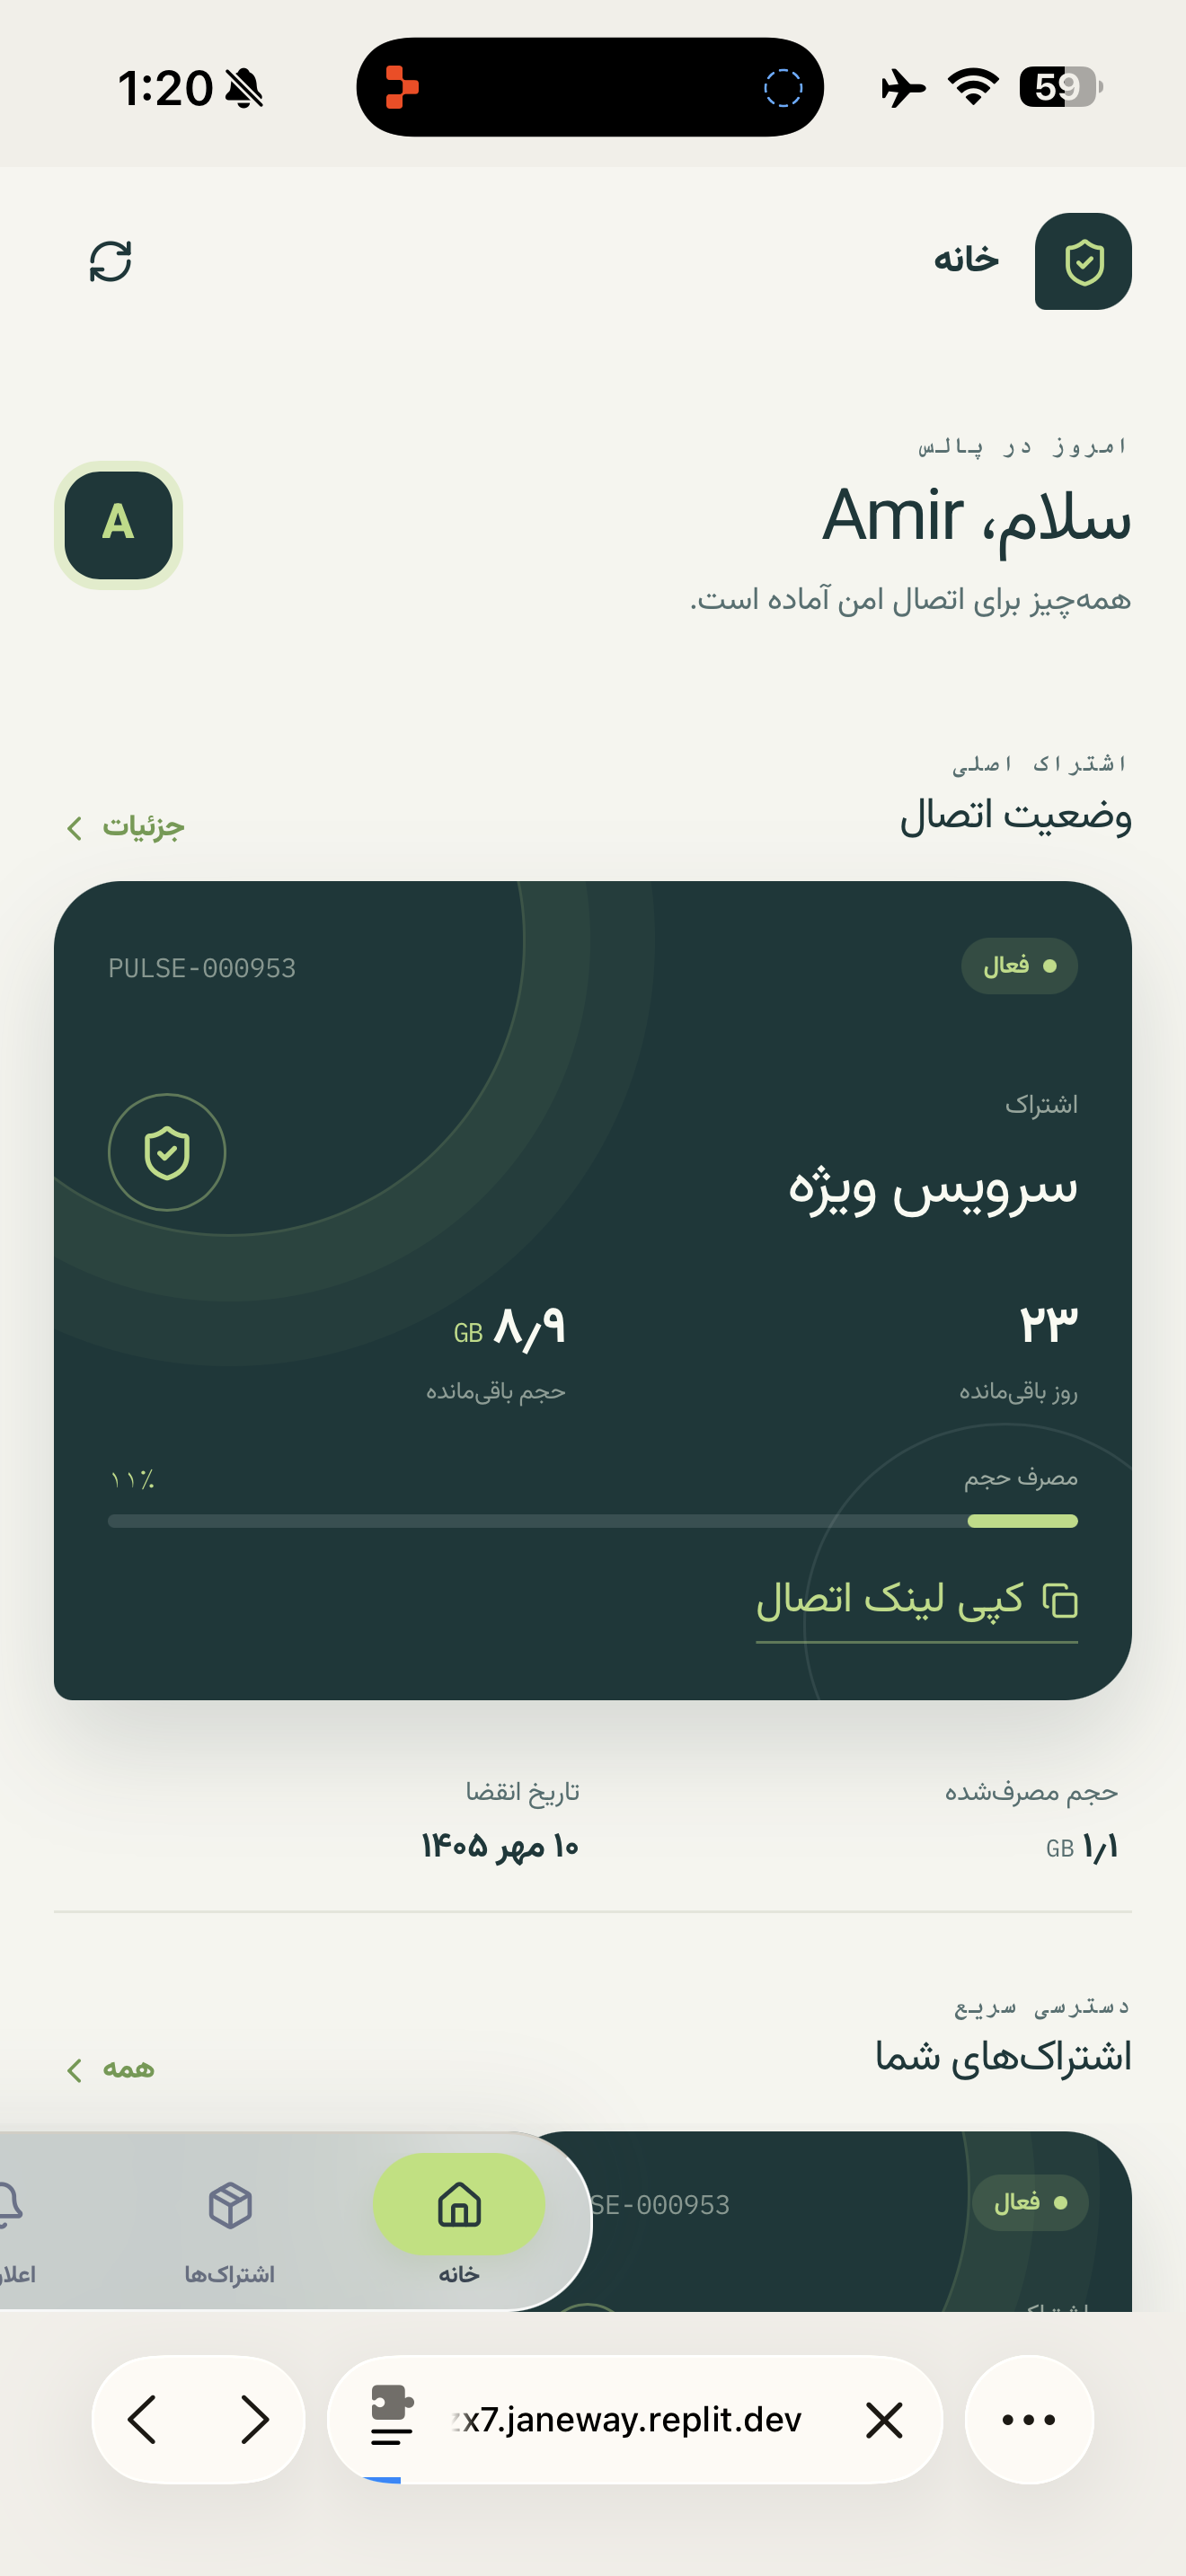 1:20
59
خانه
امروز در پالس
سلام، Amir
A
همه‌چیز برای اتصال امن آماده است.
اشتراک اصلی
وضعیت اتصال
جزئیات
فعال
PULSE-000953
اشتراک
سرویس ویژه
۲۳
۸٫۹ GB
روز باقی‌مانده
حجم باقی‌مانده
مصرف حجم
۱۱٪
کپی لینک اتصال
حجم مصرف‌شده
تاریخ انقضا
۱٫۱ GB
۱۰ مهر ۱۴۰۵
دسترسی سریع
اشتراک‌های شما
همه
فعال
SE-000953
خانه
اشتراک‌ها
x7.janeway.replit.dev